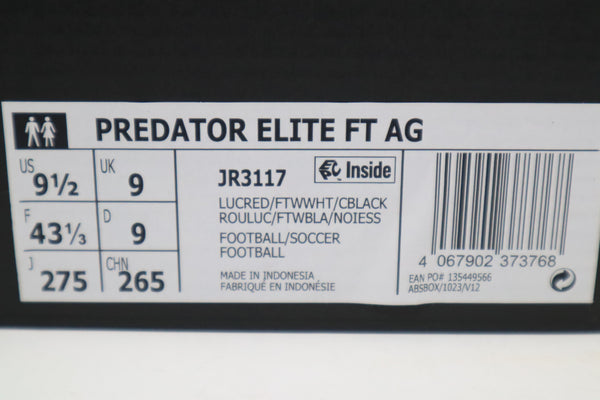 PREDATOR ELITE FT AG
US 9½ UK 9
F 43⅓ D 9
J 275 CHN 265
JR3117
Inside
LUCRED/FTWWHT/CBLACK
ROULUC/FTWBLA/NOIESS
FOOTBALL/SOCCER
FOOTBALL
MADE IN INDONESIA
FABRIQUÉ EN INDONÉSIE
4 067902 373768
EAN PO# 135449566
ABSBOX/1023/V12